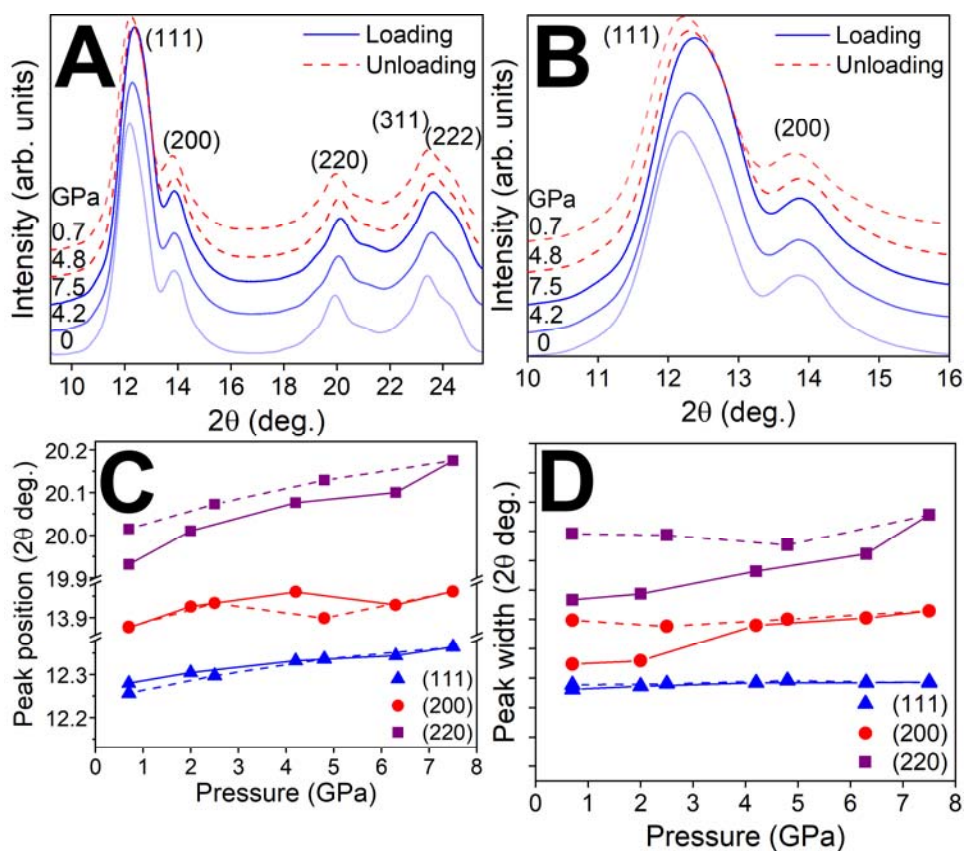 A
(111)
Loading
Unloading
(200)
(220)
(311)
(222)
GPa
0.7
4.8
7.5
4.2
0
Intensity (arb. units)
10 12 14 16 18 20 22 24
2θ (deg.)
B
(111)
Loading
Unloading
(200)
GPa
0.7
4.8
7.5
4.2
0
Intensity (arb. units)
10 11 12 13 14 15 16
2θ (deg.)
C
20.2
20.1
20.0
19.9
13.9
12.3
12.2
Peak position (2θ deg.)
(111)
(200)
(220)
0 1 2 3 4 5 6 7 8
Pressure (GPa)
D
Peak width (2θ deg.)
(111)
(200)
(220)
0 1 2 3 4 5 6 7 8
Pressure (GPa)